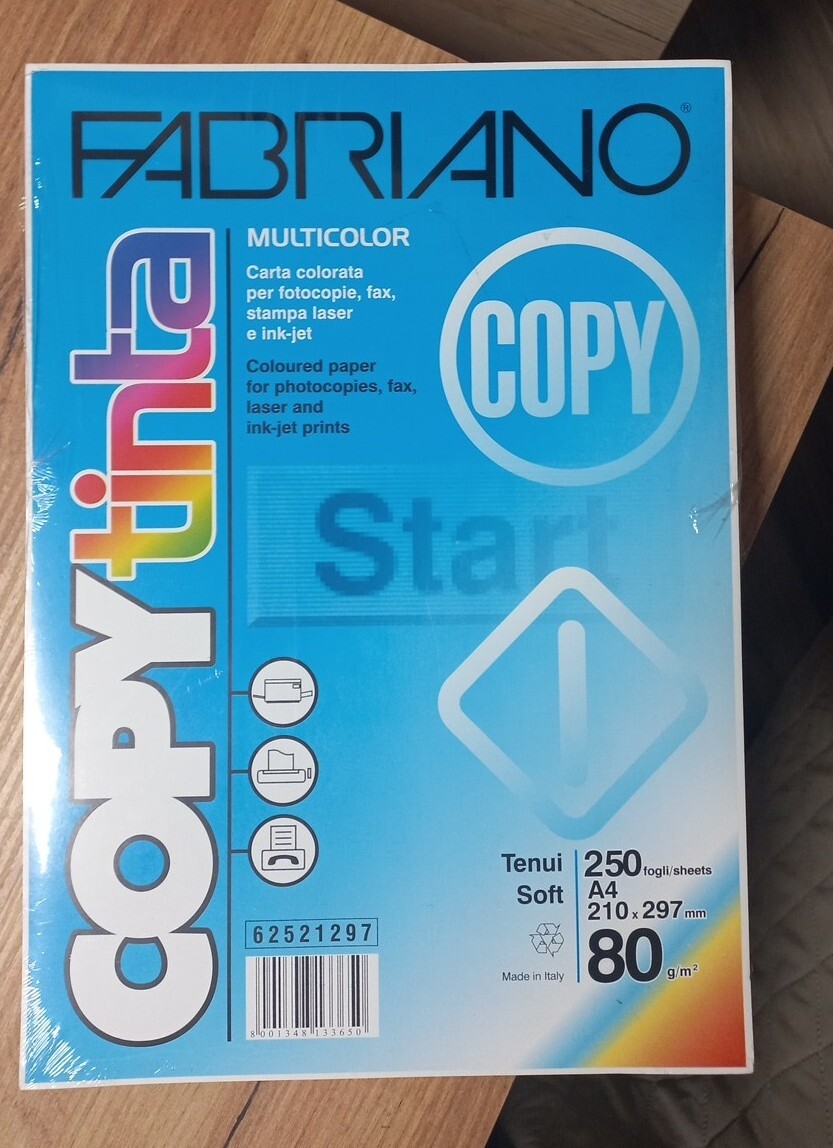 FABRIANO®
COPY tinta
MULTICOLOR
Carta colorata
per fotocopie, fax,
stampa laser
e ink-jet
Coloured paper
for photocopies, fax,
laser and
ink-jet prints
COPY
Start
Tenui
Soft
250 fogli/sheets
A4
210 x 297 mm
80 g/m²
Made in Italy
62521297
8 001348 133650